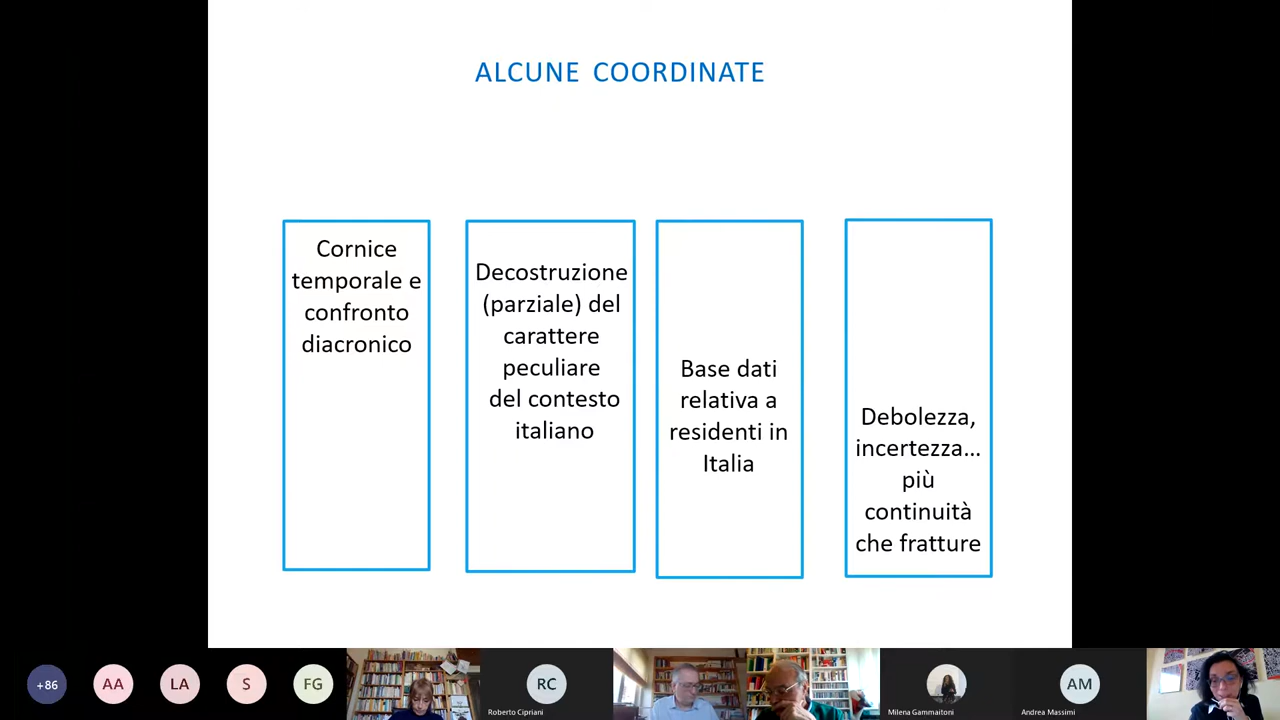 ALCUNE COORDINATE
Cornice
temporale e
confronto
diacronico
Decostruzione
(parziale) del
carattere
peculiare
del contesto
italiano
Base dati
relativa a
residenti in
Italia
Debolezza,
incertezza...
più
continuità
che fratture
+86
AA
LA
S
FG
RC
Roberto Cipriani
Milena Gammaitoni
AM
Andrea Massimi